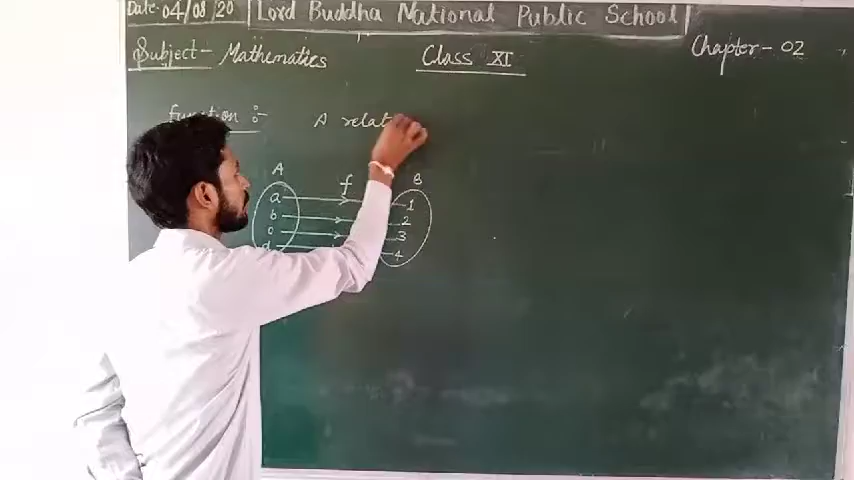 Date- 04/08/20 Lord Buddha National Public School
Subject- Mathematics Class XI Chapter- 02
function :- A relat
A f B
a 1
b 2
c 3
d 4